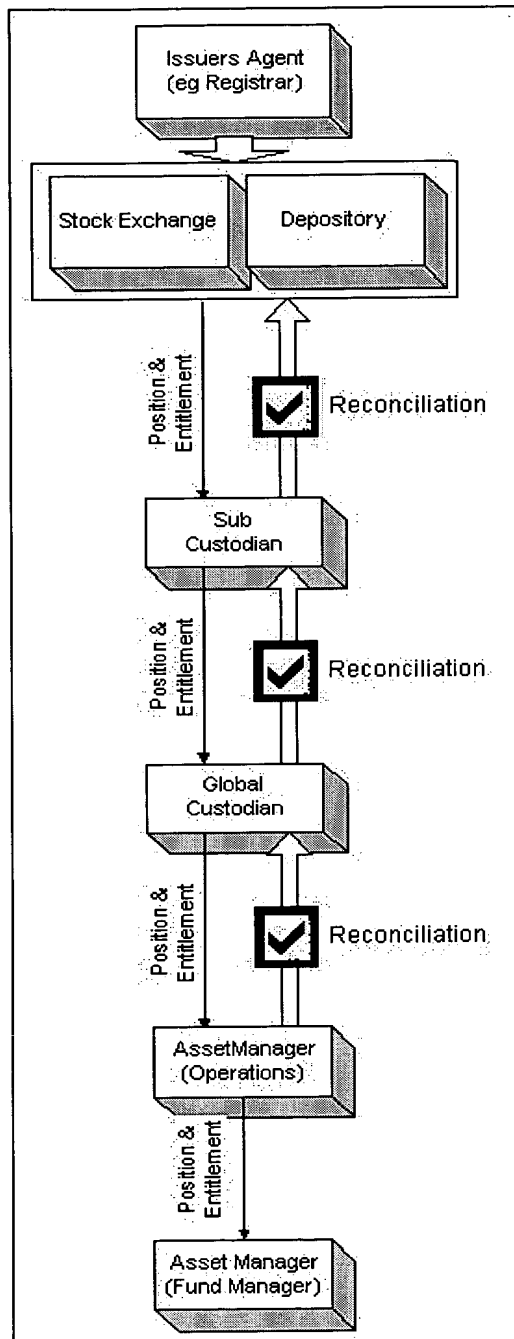 Issuers Agent
(eg Registrar)
Stock Exchange
Depository
Position &
Entitlement
Reconciliation
Sub
Custodian
Position &
Entitlement
Reconciliation
Global
Custodian
Position &
Entitlement
Reconciliation
AssetManager
(Operations)
Position &
Entitlement
Asset Manager
(Fund Manager)